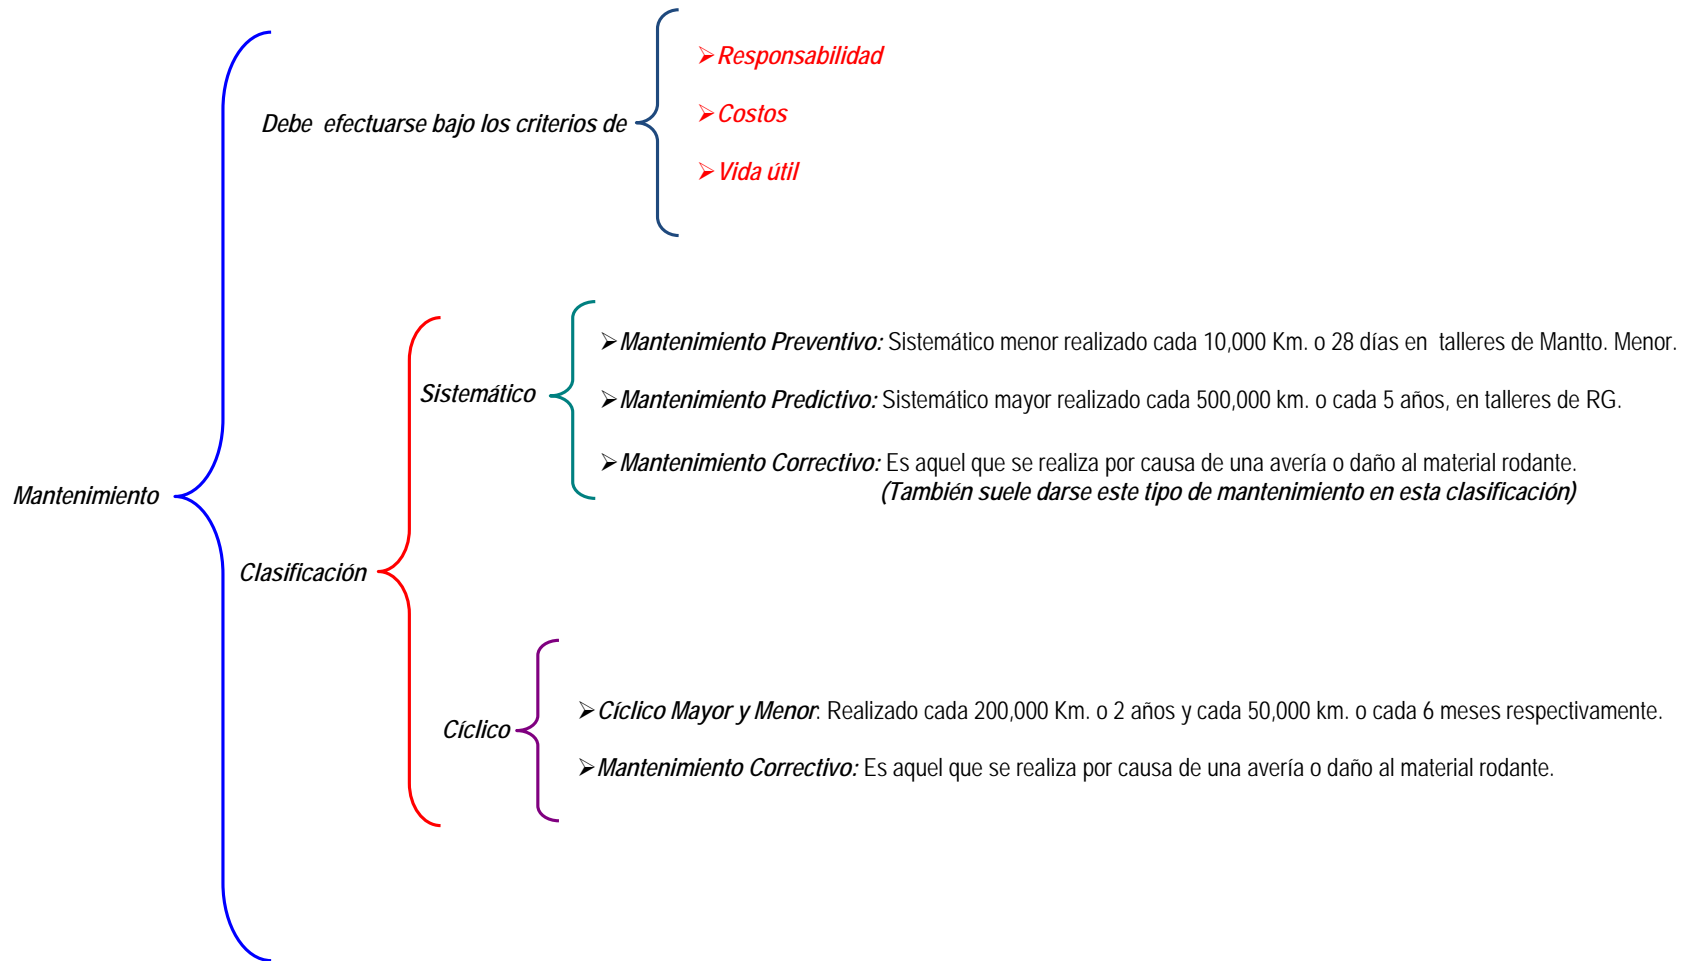 ➢Responsabilidad
Debe efectuarse bajo los criterios de
➢Costos
➢Vida útil
➢Mantenimiento Preventivo: Sistemático menor realizado cada 10,000 Km. o 28 días en talleres de Mantto. Menor.
Sistemático
➢Mantenimiento Predictivo: Sistemático mayor realizado cada 500,000 km. o cada 5 años, en talleres de RG.
➢Mantenimiento Correctivo: Es aquel que se realiza por causa de una avería o daño al material rodante.
(También suele darse este tipo de mantenimiento en esta clasificación)
Mantenimiento
Clasificación
➢Cíclico Mayor y Menor: Realizado cada 200,000 Km. o 2 años y cada 50,000 km. o cada 6 meses respectivamente.
Cíclico
➢Mantenimiento Correctivo: Es aquel que se realiza por causa de una avería o daño al material rodante.